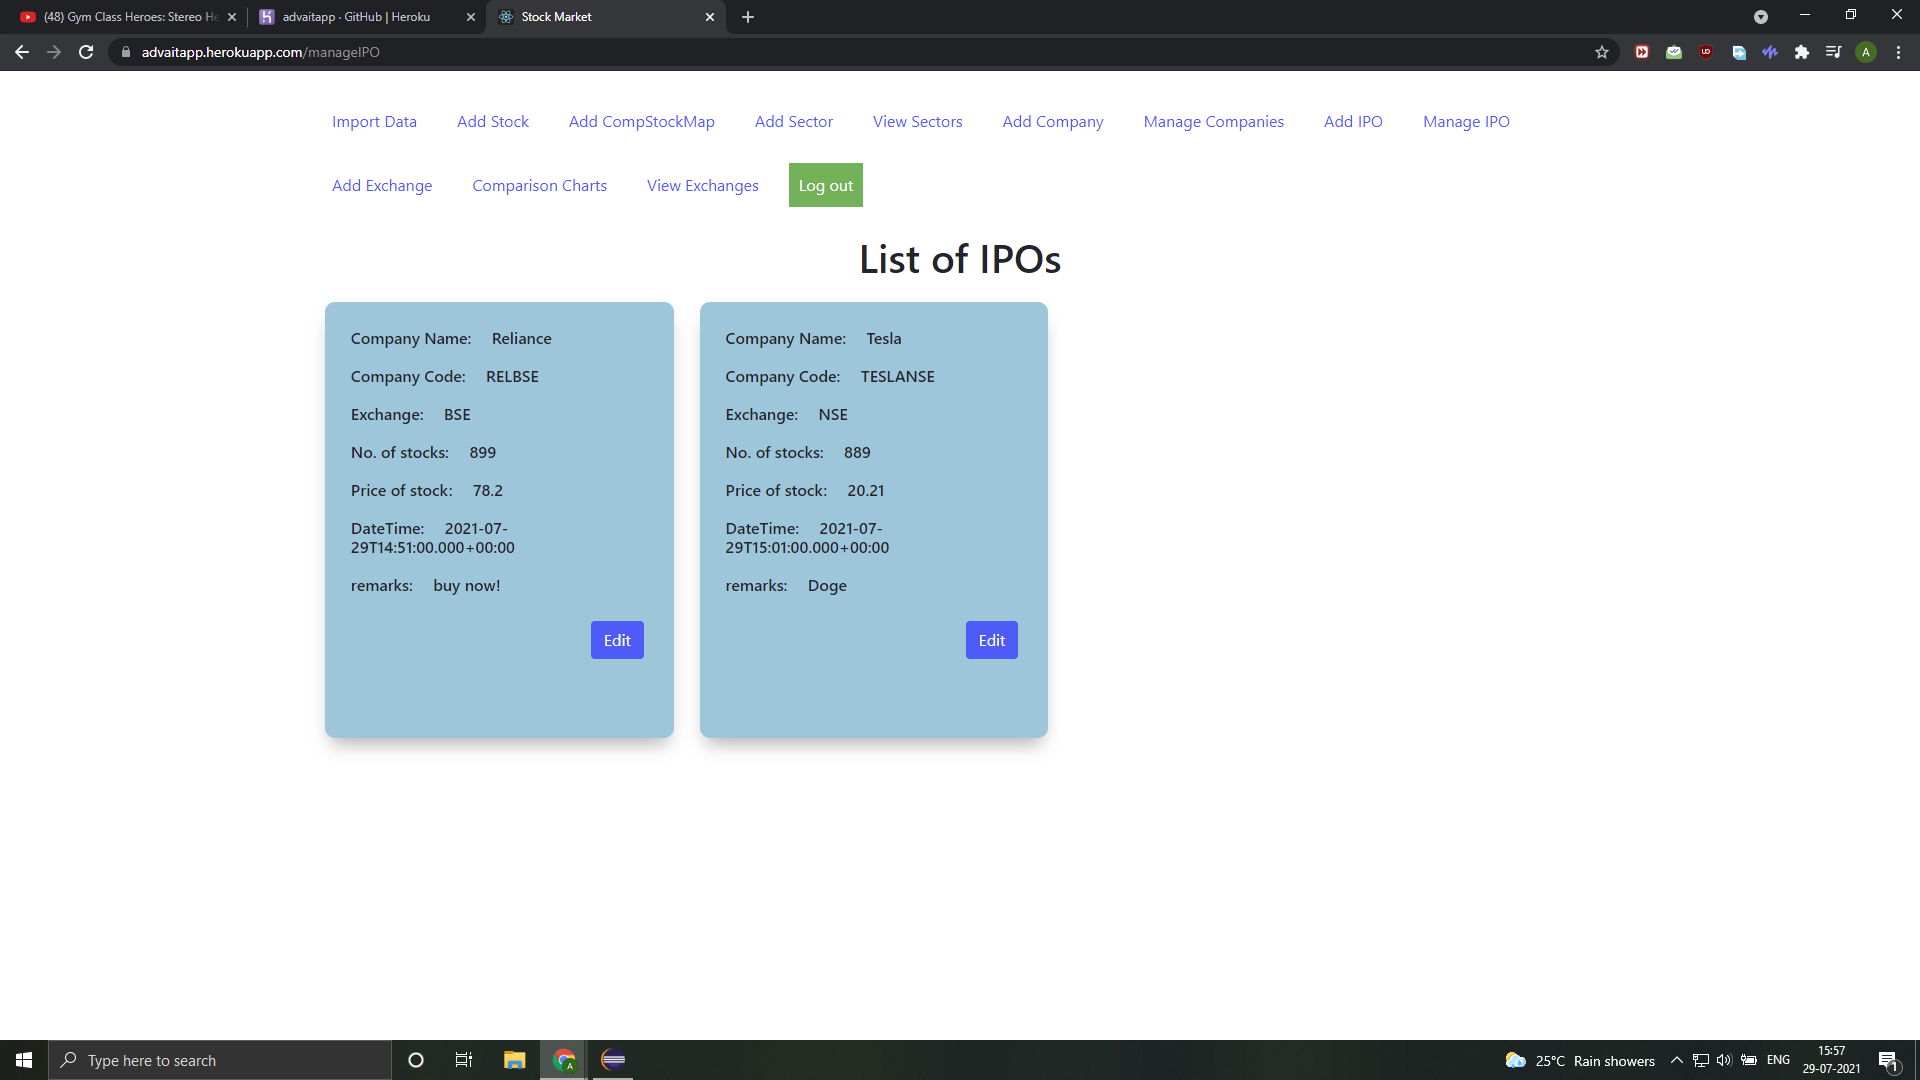 (48) Gym Class Heroes: Stereo He
advaitapp · GitHub | Heroku
Stock Market
advaitapp.herokuapp.com/manageIPO
A
Import Data Add Stock Add CompStockMap Add Sector View Sectors Add Company Manage Companies Add IPO Manage IPO
Add Exchange Comparison Charts View Exchanges Log out
List of IPOs
Company Name: Reliance
Company Code: RELBSE
Exchange: BSE
No. of stocks: 899
Price of stock: 78.2
DateTime: 2021-07-
29T14:51:00.000+00:00
remarks: buy now!
Edit
Company Name: Tesla
Company Code: TESLANSE
Exchange: NSE
No. of stocks: 889
Price of stock: 20.21
DateTime: 2021-07-
29T15:01:00.000+00:00
remarks: Doge
Edit
Type here to search
A
25°C Rain showers
ENG
15:57
29-07-2021
1